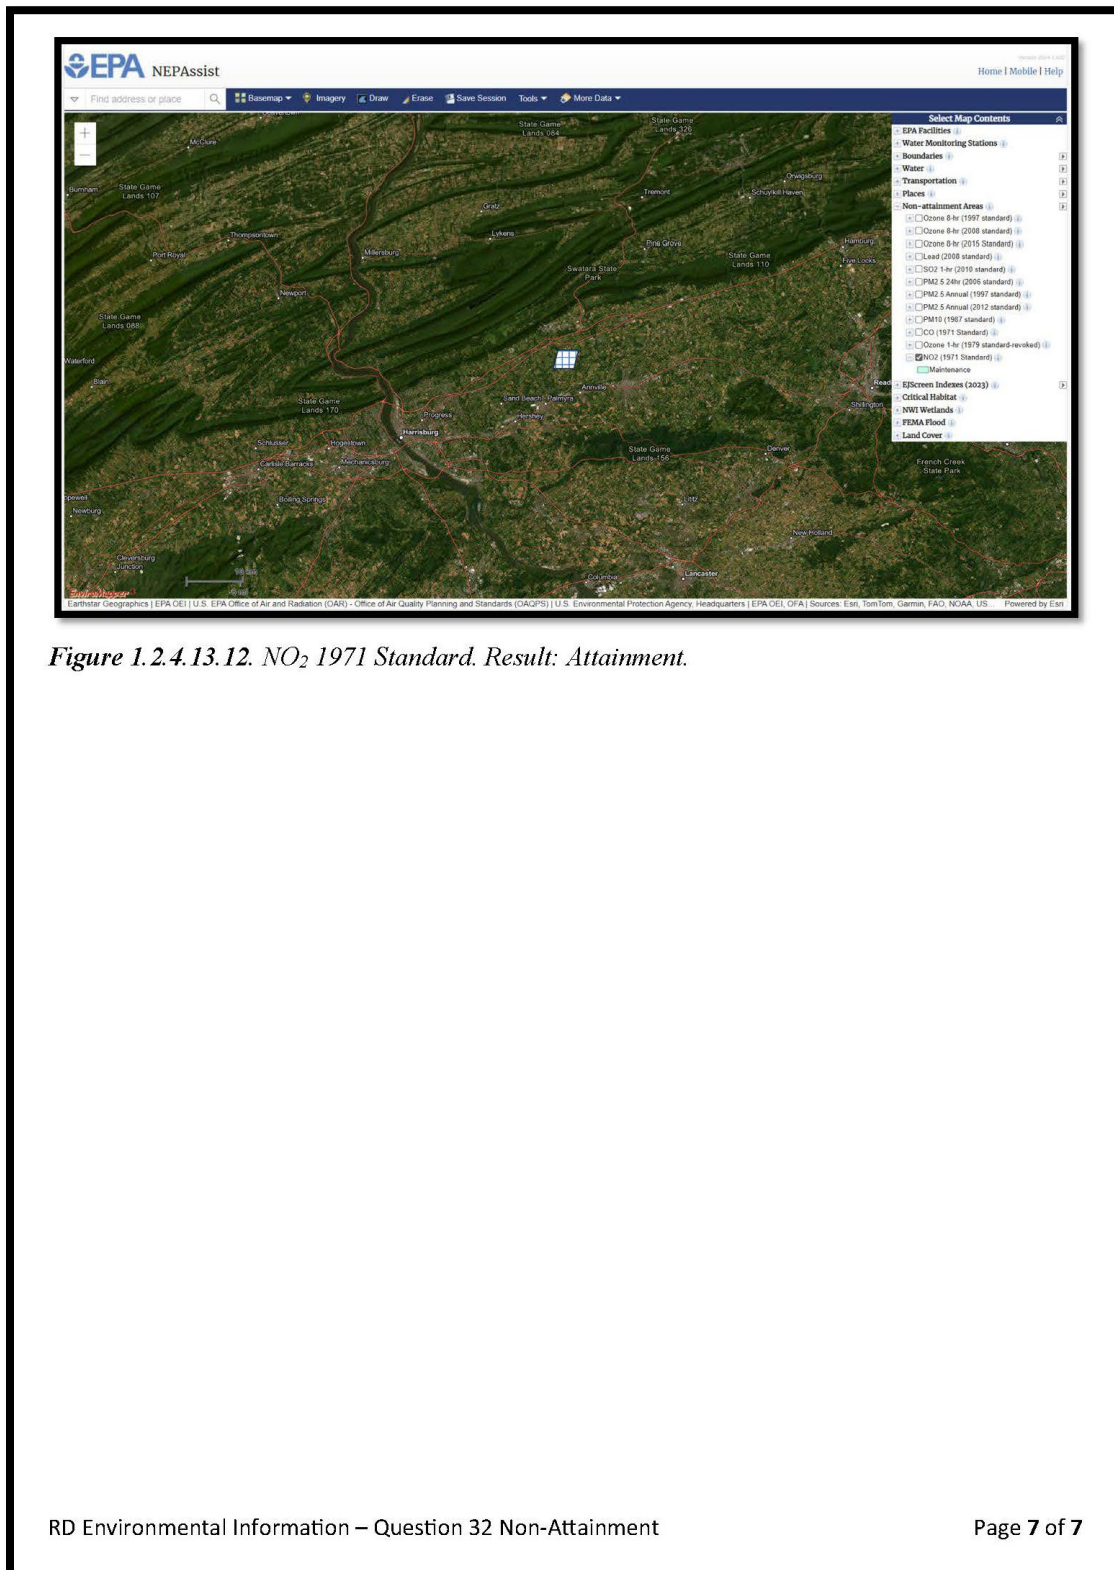 EPA NEPAssist
Home | Mobile | Help
Find address or place
Basemap Imagery Draw Erase Save Session Tools More Data
Select Map Contents
EPA Facilities
Water Monitoring Stations
Boundaries
Water
Transportation
Places
Non-attainment Areas
Ozone 8-hr (1997 standard)
Ozone 8-hr (2008 standard)
Ozone 8-hr (2015 Standard)
Lead (2008 standard)
SO2 1-hr (2010 standard)
PM2.5 24hr (2006 standard)
PM2.5 Annual (1997 standard)
PM2.5 Annual (2012 standard)
PM10 (1987 standard)
CO (1971 Standard)
Ozone 1-hr (1979 standard-revoked)
NO2 (1971 Standard)
Maintenance
EJScreen Indexes (2023)
Critical Habitat
NWI Wetlands
FEMA Flood
Land Cover
McClure
State Game
Lands 084
State Game
Lands 326
Burnham
State Game
Lands 107
Orwigsburg
Tremont
Schuylkill Haven
Gratz
Lykens
Thompsontown
Port Royal
Millersburg
Pine Grove
Hamburg
State Game
Lands 110
Five Locks
Swatara State
Park
Newport
State Game
Lands 088
Waterford
Blain
Annville
Sand Beach
Palmyra
State Game
Lands 170
Progress
Hershey
Harrisburg
Shillington
Schlusser
Hogestown
Carlisle Barracks
Mechanicsburg
State Game
Lands 156
Denver
French Creek
State Park
Boiling Springs
Newburg
Lititz
New Holland
Cleversburg
Junction
Columbia
Lancaster
10 km
EnviroMapper
Earthstar Geographics | EPA OEI | U.S. EPA Office of Air and Radiation (OAR) - Office of Air Quality Planning and Standards (OAQPS) | U.S. Environmental Protection Agency, Headquarters | EPA OEI, OFA | Sources: Esri, TomTom, Garmin, FAO, NOAA, US... Powered by Esri
Figure 1.2.4.13.12. NO₂ 1971 Standard. Result: Attainment.
RD Environmental Information – Question 32 Non-Attainment
Page 7 of 7